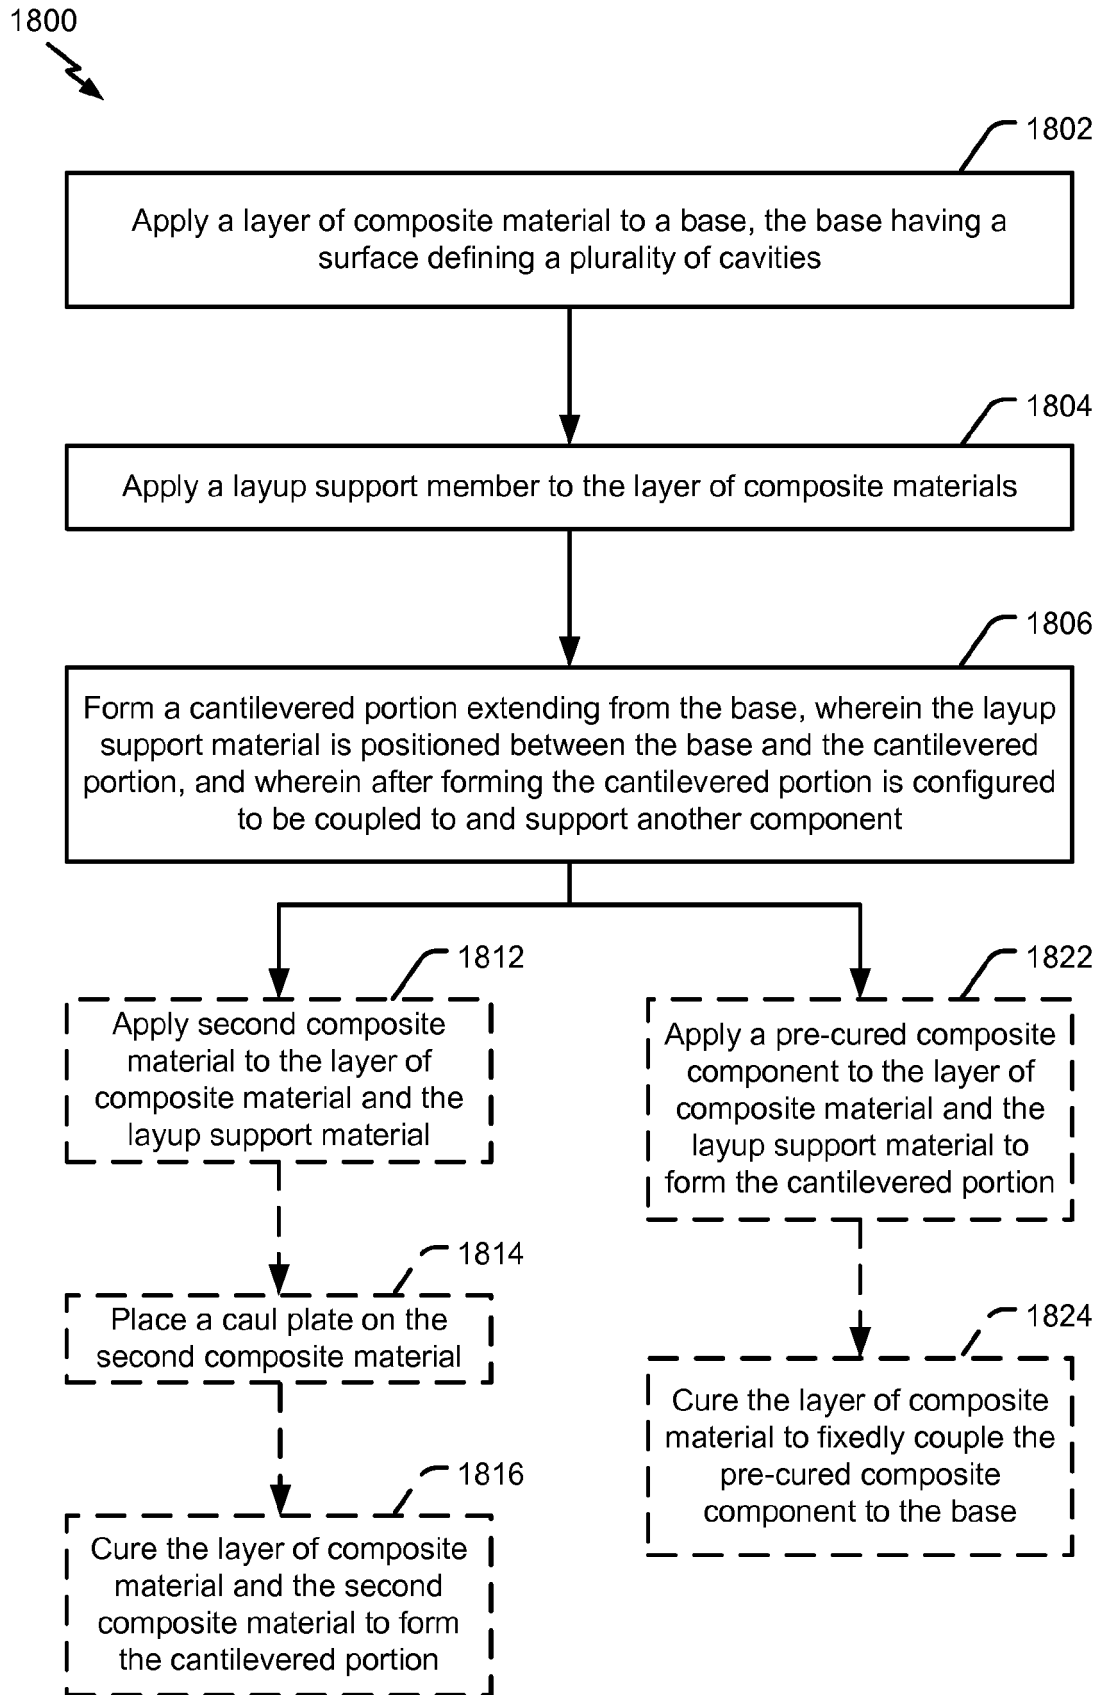 1800
1802
Apply a layer of composite material to a base, the base having a
surface defining a plurality of cavities
1804
Apply a layup support member to the layer of composite materials
1806
Form a cantilevered portion extending from the base, wherein the layup
support material is positioned between the base and the cantilevered
portion, and wherein after forming the cantilevered portion is configured
to be coupled to and support another component
1812
Apply second composite
material to the layer of
composite material and the
layup support material
1814
Place a caul plate on the
second composite material
1816
Cure the layer of composite
material and the second
composite material to form
the cantilevered portion
1822
Apply a pre-cured composite
component to the layer of
composite material and the
layup support material to
form the cantilevered portion
1824
Cure the layer of composite
material to fixedly couple the
pre-cured composite
component to the base